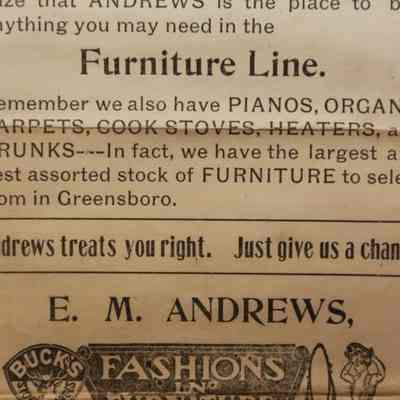 ize that ANDREWS is the place to b
nything you may need in the
Furniture Line.
emember we also have PIANOS, ORGAN
ARPETS, COOK STOVES, HEATERS, a
RUNKS---In fact, we have the largest a
est assorted stock of FURNITURE to sele
om in Greensboro.
drews treats you right. Just give us a chan
E. M. ANDREWS,
BUCK'S
FASHIONS
IN